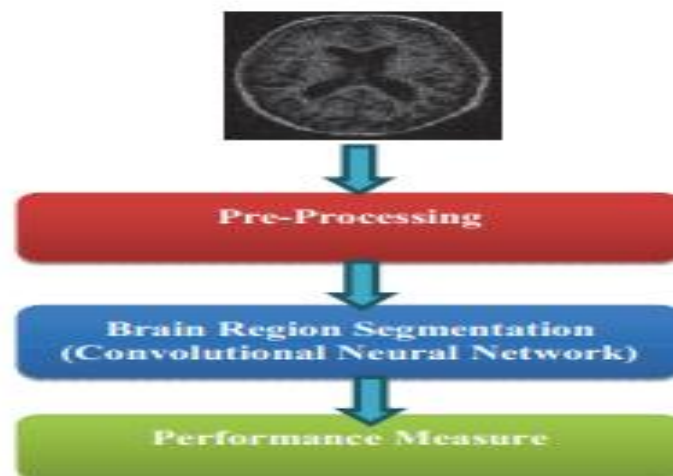 Pre-Processing
Brain Region Segmentation
(Convolutional Neural Network)
Performance Measure